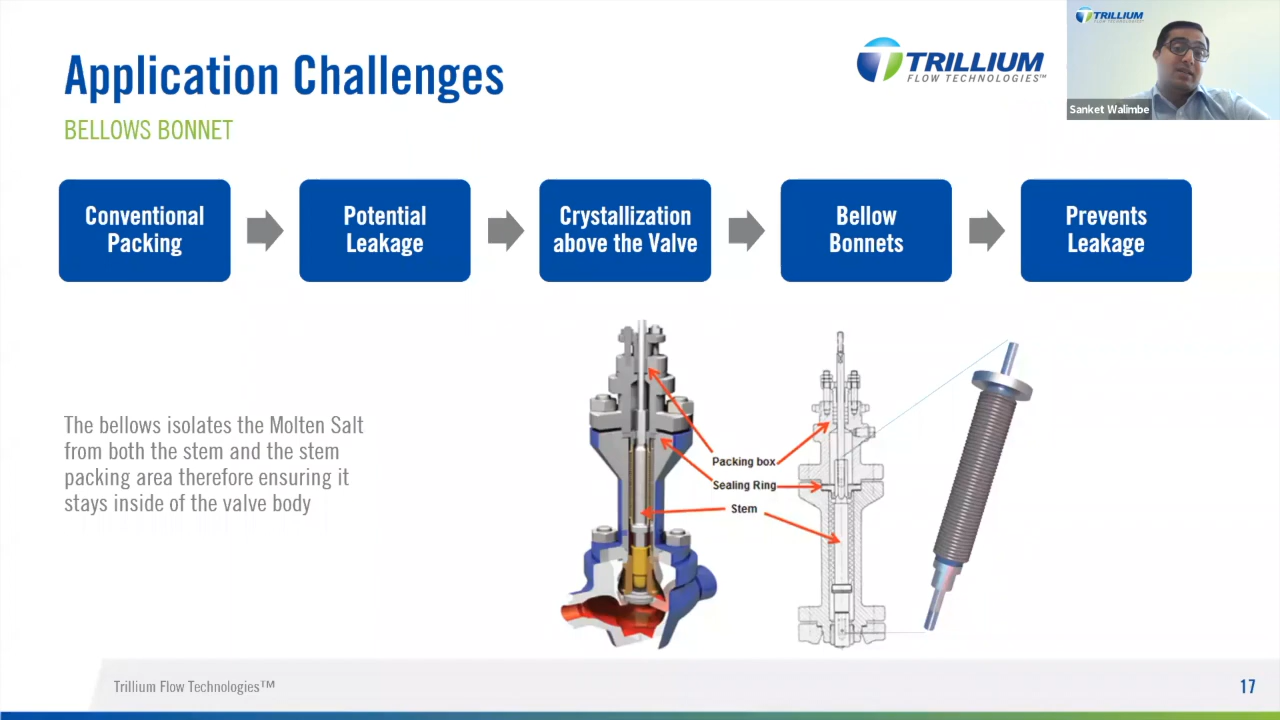 Application Challenges
BELLOWS BONNET
TRILLIUM
FLOW TECHNOLOGIES™
TRILLIUM
FLOW TECHNOLOGIES
Sanket Walimbe
Conventional
Packing
Potential
Leakage
Crystallization
above the Valve
Bellow
Bonnets
Prevents
Leakage
The bellows isolates the Molten Salt
from both the stem and the stem
packing area therefore ensuring it
stays inside of the valve body
Packing box
Sealing Ring
Stem
Trillium Flow Technologies™
17